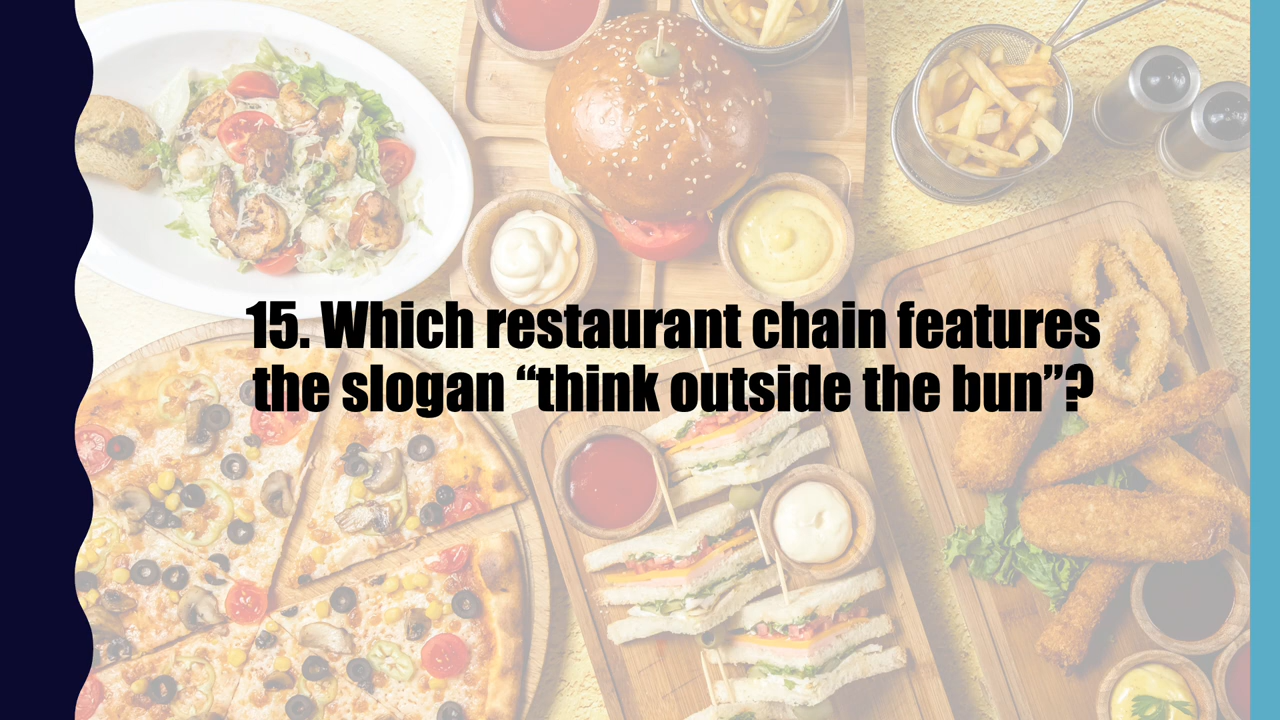 15. Which restaurant chain features
the slogan “think outside the bun”?